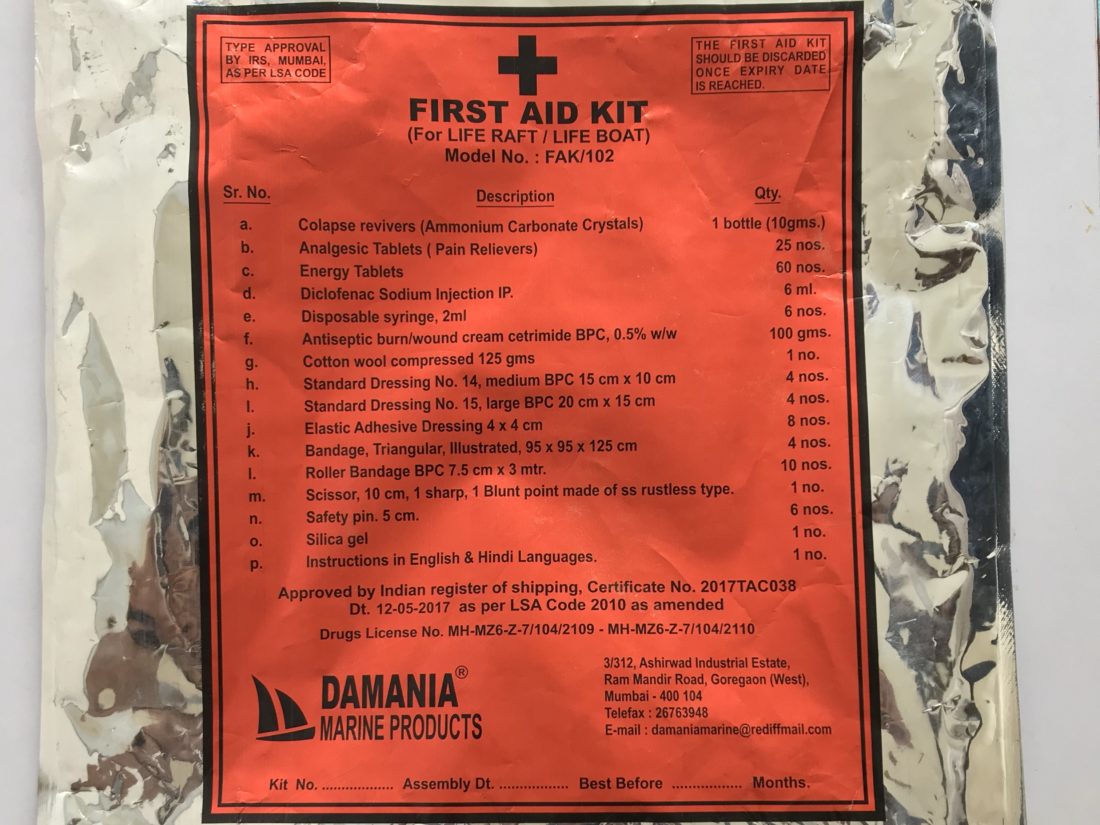 TYPE APPROVAL
BY IRS, MUMBAI,
AS PER LSA CODE
THE FIRST AID KIT
SHOULD BE DISCARDED
ONCE EXPIRY DATE
IS REACHED.
FIRST AID KIT
(For LIFE RAFT / LIFE BOAT)
Model No. : FAK/102
Sr. No. Description Qty.
a. Colapse revivers (Ammonium Carbonate Crystals) 1 bottle (10gms.)
b. Analgesic Tablets ( Pain Relievers) 25 nos.
c. Energy Tablets 60 nos.
d. Diclofenac Sodium Injection IP. 6 ml.
e. Disposable syringe, 2ml 6 nos.
f. Antiseptic burn/wound cream cetrimide BPC, 0.5% w/w 100 gms.
g. Cotton wool compressed 125 gms 1 no.
h. Standard Dressing No. 14, medium BPC 15 cm x 10 cm 4 nos.
I. Standard Dressing No. 15, large BPC 20 cm x 15 cm 4 nos.
j. Elastic Adhesive Dressing 4 x 4 cm 8 nos.
k. Bandage, Triangular, Illustrated, 95 x 95 x 125 cm 4 nos.
l. Roller Bandage BPC 7.5 cm x 3 mtr. 10 nos.
m. Scissor, 10 cm, 1 sharp, 1 Blunt point made of ss rustless type. 1 no.
n. Safety pin. 5 cm. 6 nos.
o. Silica gel 1 no.
p. Instructions in English & Hindi Languages. 1 no.
Approved by Indian register of shipping, Certificate No. 2017TAC038
Dt. 12-05-2017 as per LSA Code 2010 as amended
Drugs License No. MH-MZ6-Z-7/104/2109 - MH-MZ6-Z-7/104/2110
DAMANIA®
MARINE PRODUCTS
3/312, Ashirwad Industrial Estate,
Ram Mandir Road, Goregaon (West),
Mumbai - 400 104
Telefax : 26763948
E-mail : damaniamarine@rediffmail.com
Kit No. .................. Assembly Dt. .................. Best Before .................. Months.